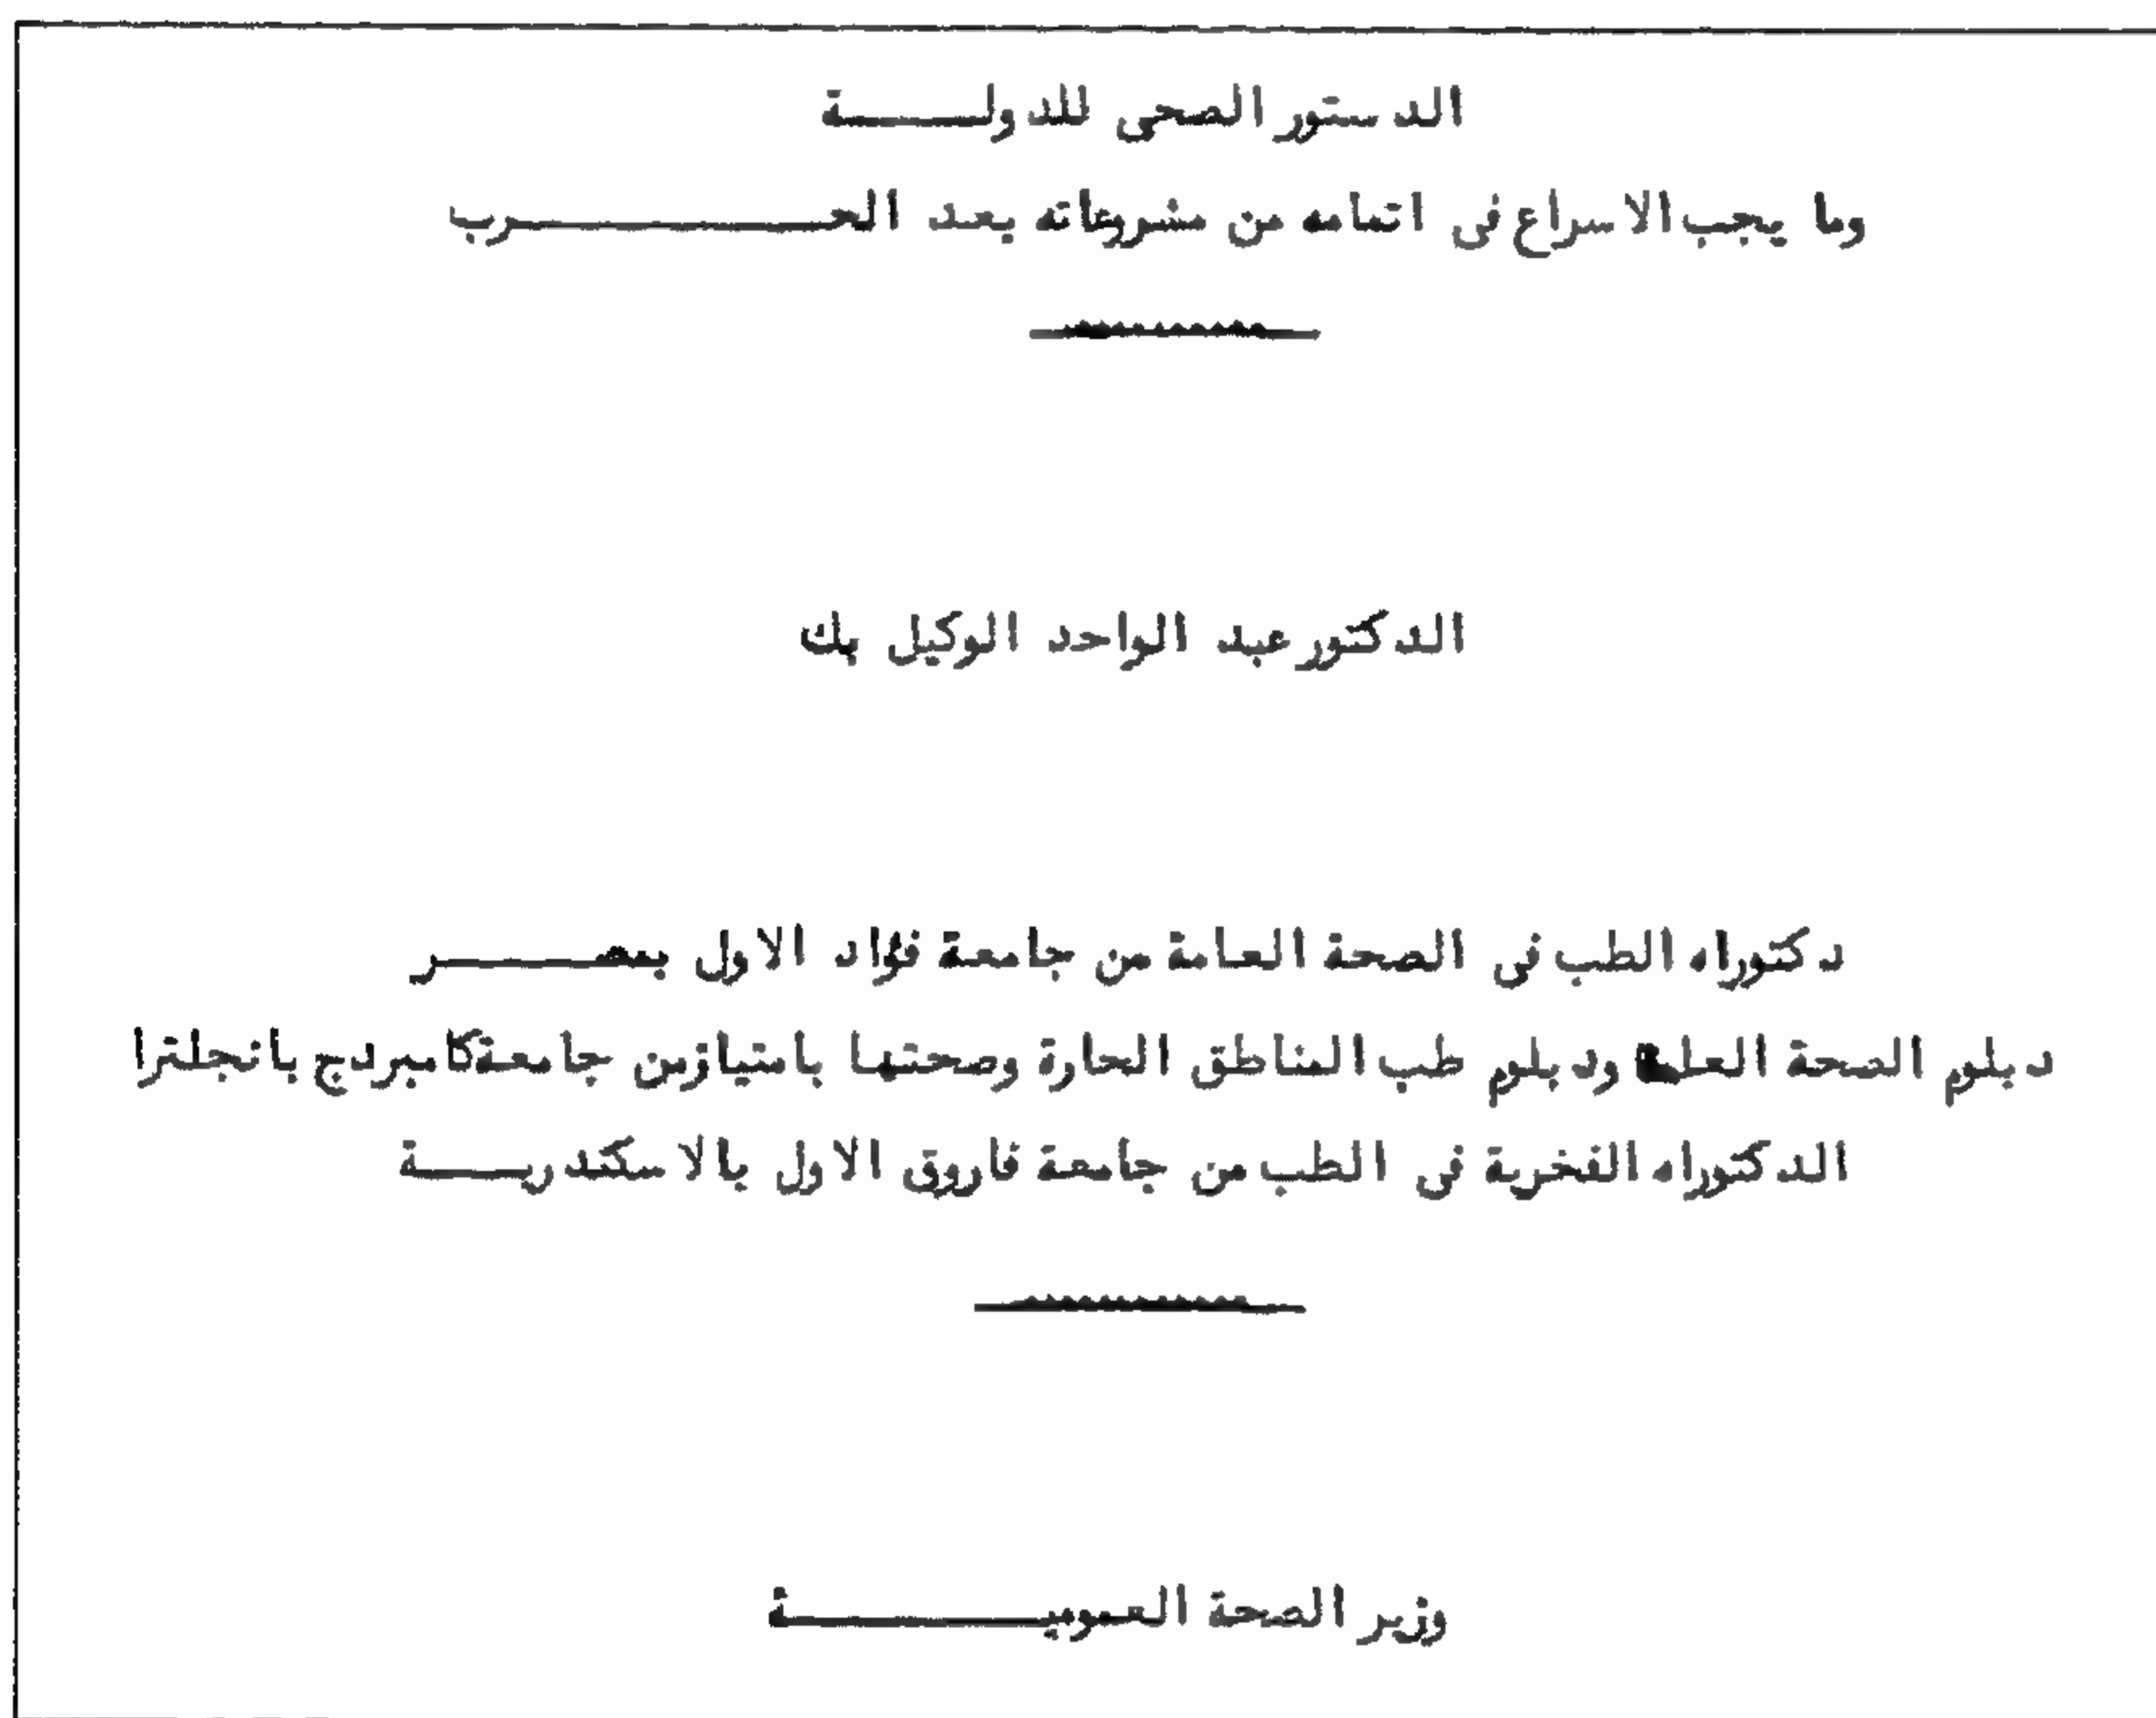 الدستور الصحى للدولة
وما يجب الاسراع فى اتمامه من مشروعاته بعد الحرب
الدكتور عبد الواحد الوكيل بك
دكتوراه الطب فى الصحة العامة من جامعة فؤاد الاول بمصر
دبلوم الصحة العليا ودبلوم طب المناطق الحارة وصحتها بامتياز من جامعة كامبردج بانجلترا
الدكتوراه الفخرية فى الطب من جامعة فاروق الاول بالاسكندرية
وزير الصحة العمومية